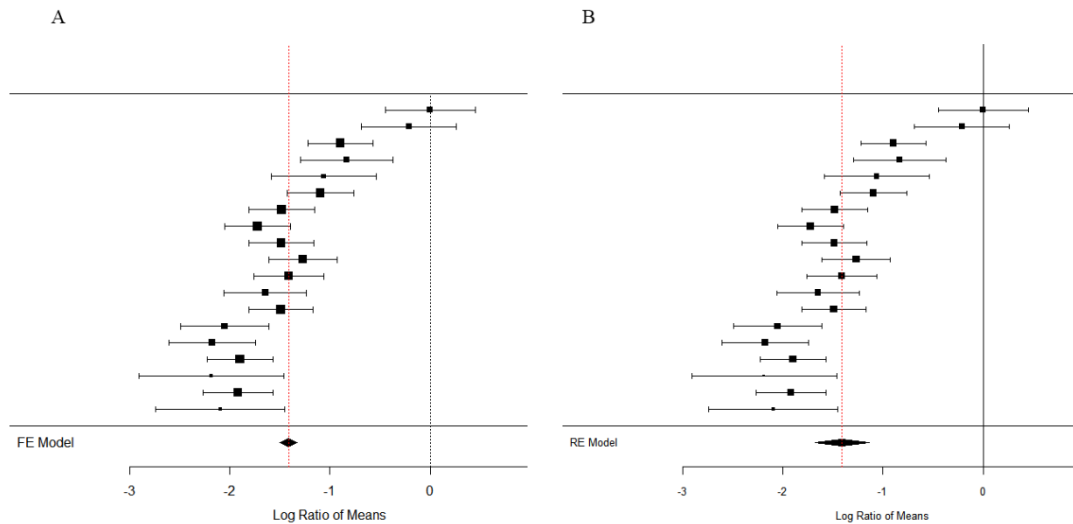 A
B
FE Model
-3 -2 -1 0
Log Ratio of Means
RE Model
-3 -2 -1 0
Log Ratio of Means